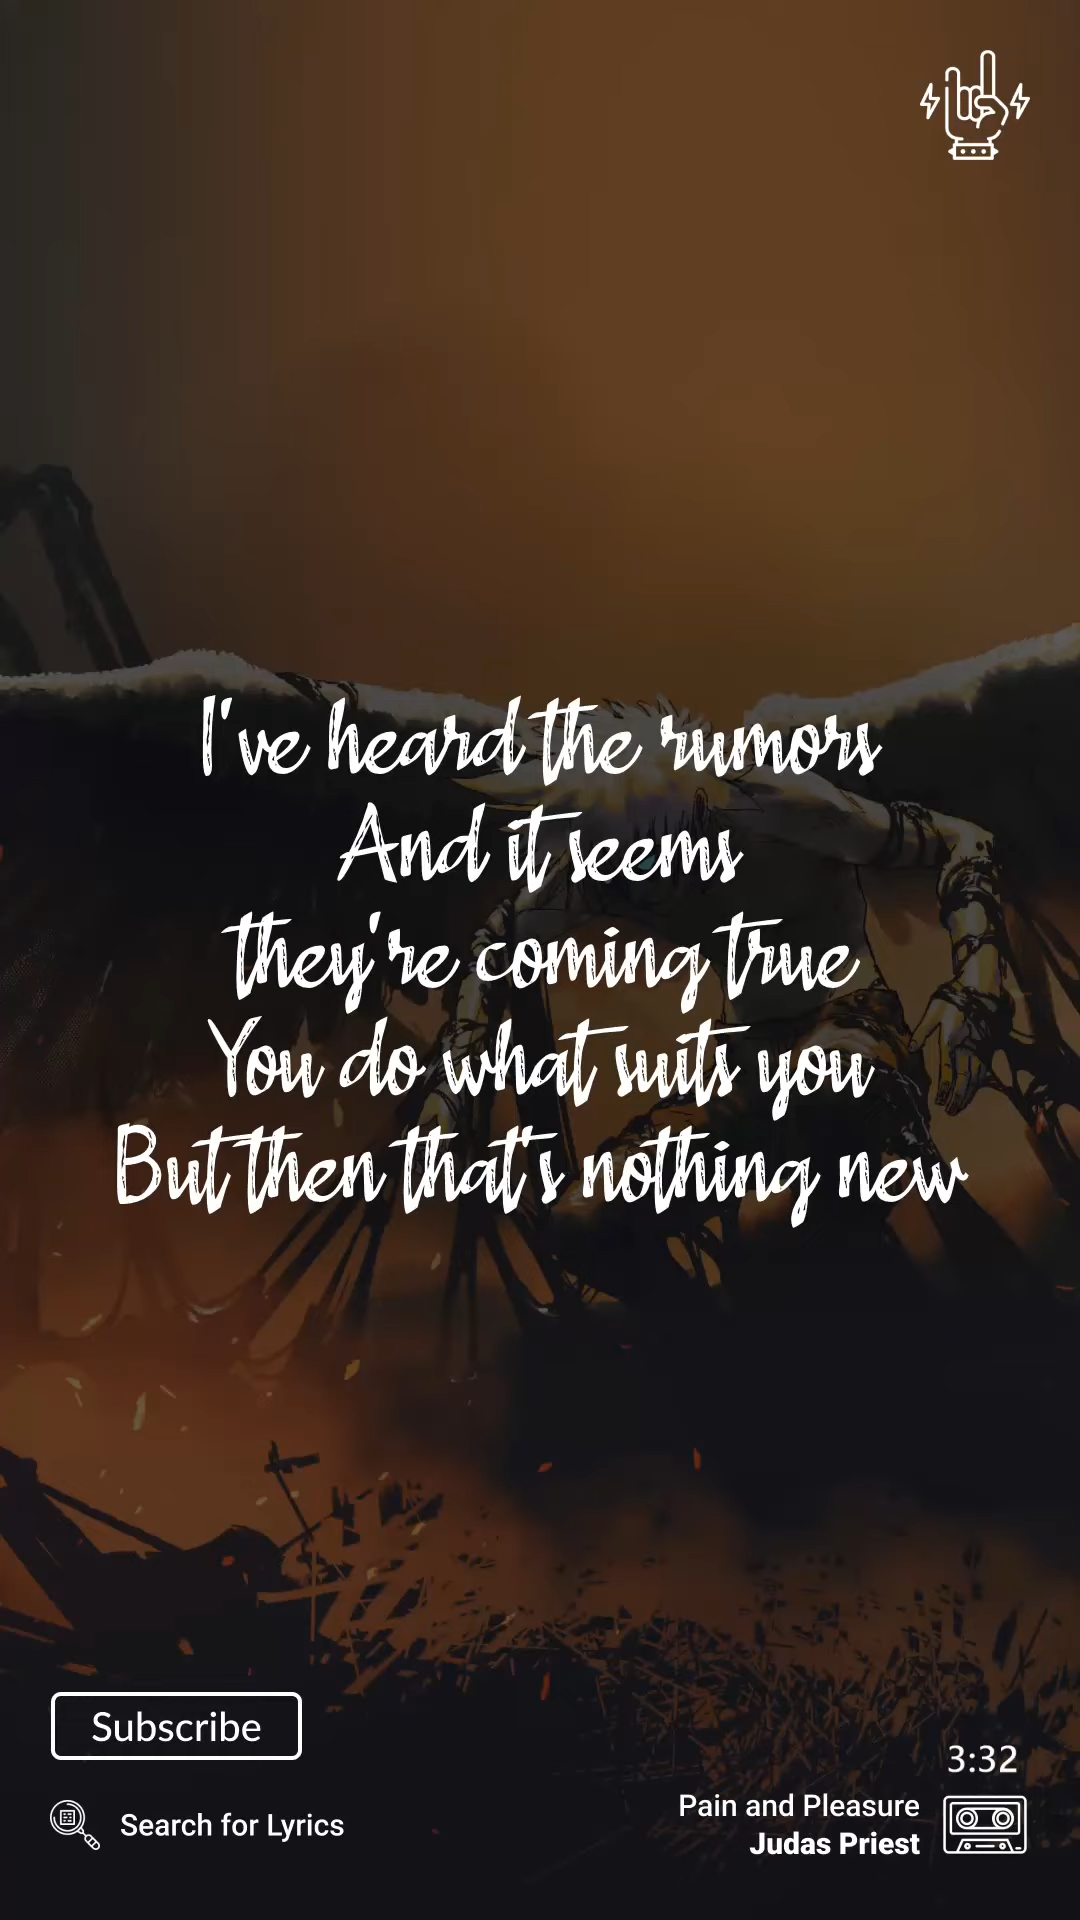 I've heard the rumors
And it seems
they're coming true
You do what suits you
But then that's nothing new
Subscribe
Search for Lyrics
3:32
Pain and Pleasure
Judas Priest